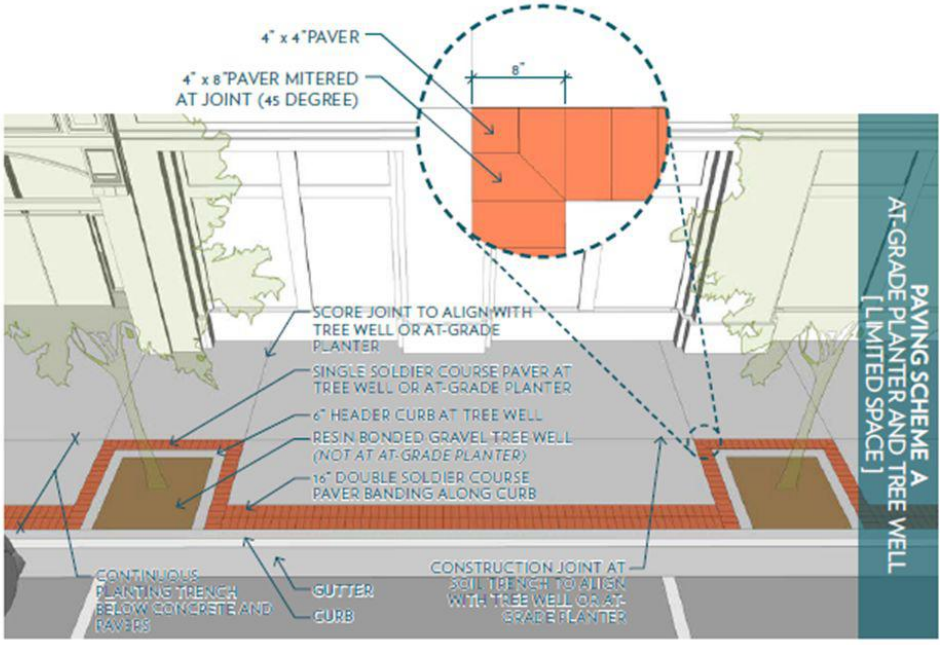 4" x 4"PAVER
4" x 8"PAVER MITERED
AT JOINT (45 DEGREE)
8"
SCORE JOINT TO ALIGN WITH
TREE WELL OR AT-GRADE
PLANTER
SINGLE SOLDIER COURSE PAVER AT
TREE WELL OR AT-GRADE PLANTER
6" HEADER CURB AT TREE WELL
RESIN BONDED GRAVEL TREE WELL
(NOT AT AT-GRADE PLANTER)
16" DOUBLE SOLDIER COURSE
PAVER BANDING ALONG CURB
CONTINUOUS
PLANTING TRENCH
BELOW CONCRETE AND
PAVERS
GUTTER
CURB
CONSTRUCTION JOINT AT
SOIL TRENCH TO ALIGN
WITH TREE WELL OR AT-
GRADE PLANTER
PAVING SCHEME A
AT-GRADE PLANTER AND TREE WELL
[ LIMITED SPACE ]